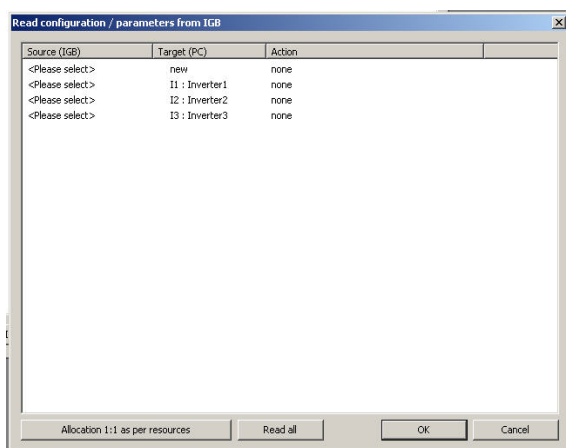 Read configuration / parameters from IGB
Source (IGB) Target (PC) Action
<Please select> new none
<Please select> I1 : Inverter1 none
<Please select> I2 : Inverter2 none
<Please select> I3 : Inverter3 none
Allocation 1:1 as per resources Read all OK Cancel